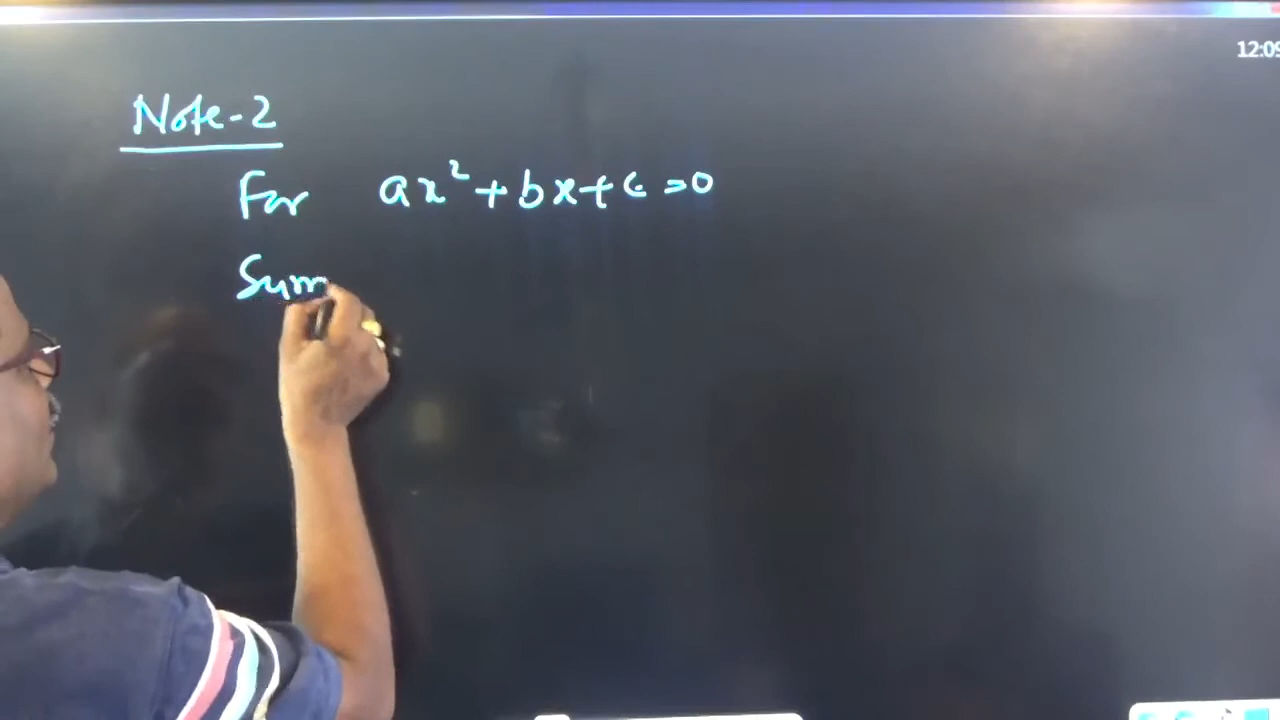 12:09
Note-2
For ax² + bx + c = 0
Sum